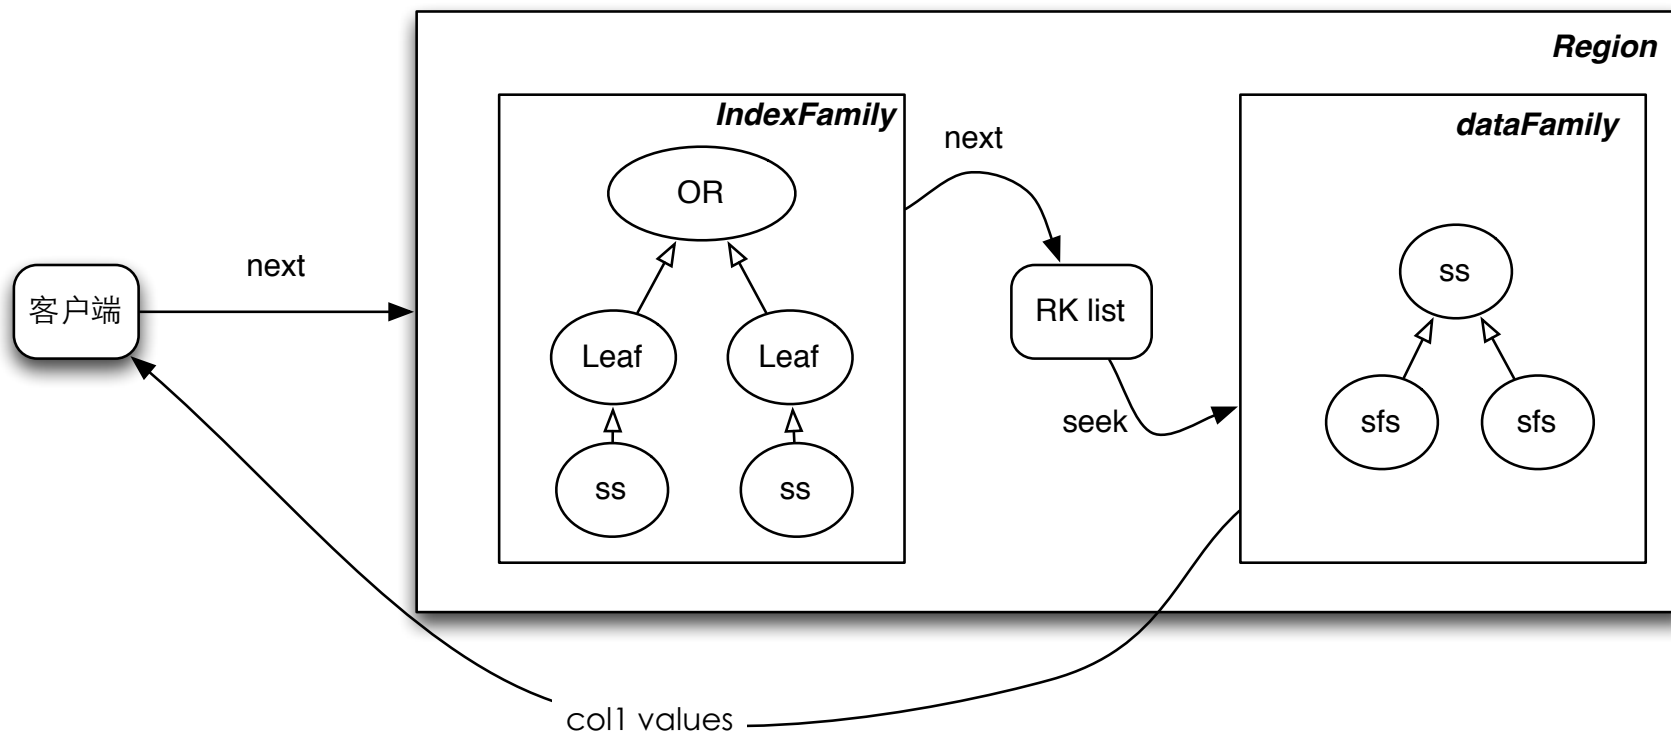 Region
IndexFamily
dataFamily
next
OR
next
ss
客户端
RK list
Leaf
Leaf
seek
sfs
sfs
ss
ss
col1 values